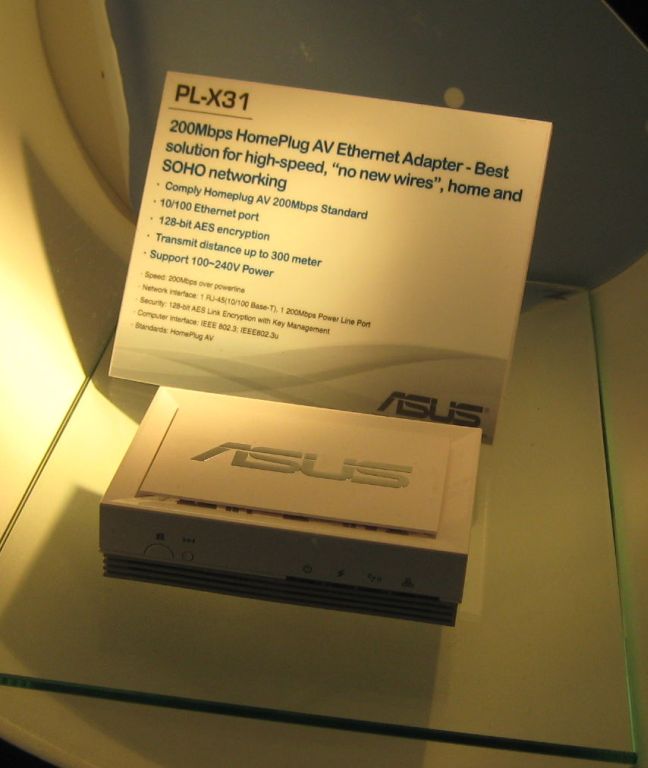 PL-X31
200Mbps HomePlug AV Ethernet Adapter - Best
solution for high-speed, "no new wires", home and
SOHO networking
· Comply Homeplug AV 200Mbps Standard
· 10/100 Ethernet port
· 128-bit AES encryption
· Transmit distance up to 300 meter
· Support 100~240V Power
· Speed: 200Mbps over powerline
· Network Interface: 1 RJ-45(10/100 Base-T), 1 200Mbps Power Line Port
· Security: 128-bit AES Link Encryption with Key Management
· Computer Interface: IEEE 802.3; IEEE802.3u
· Standards: HomePlug AV
ASUS
ASUS